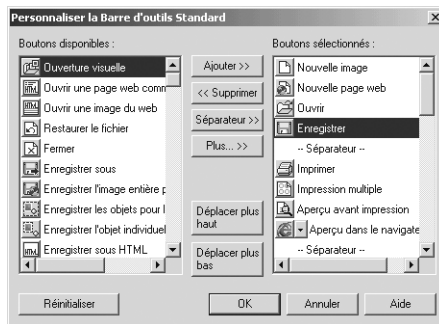 Personnaliser la Barre d'outils Standard
Boutons disponibles :
Ouverture visuelle
Ouvrir une page web comm
Ouvrir une image du web
Restaurer le fichier
Fermer
Enregistrer sous
Enregistrer l'image entière p
Enregistrer les objets pour l
Enregistrer l'objet individuel
Enregistrer sous HTML
Ajouter >>
<< Supprimer
Séparateur >>
Plus... >>
Déplacer plus
haut
Déplacer plus
bas
Boutons sélectionnés :
Nouvelle image
Nouvelle page web
Ouvrir
Enregistrer
-- Séparateur --
Imprimer
Impression multiple
Aperçu avant impression
Aperçu dans le navigate
-- Séparateur --
Réinitialiser
OK
Annuler
Aide